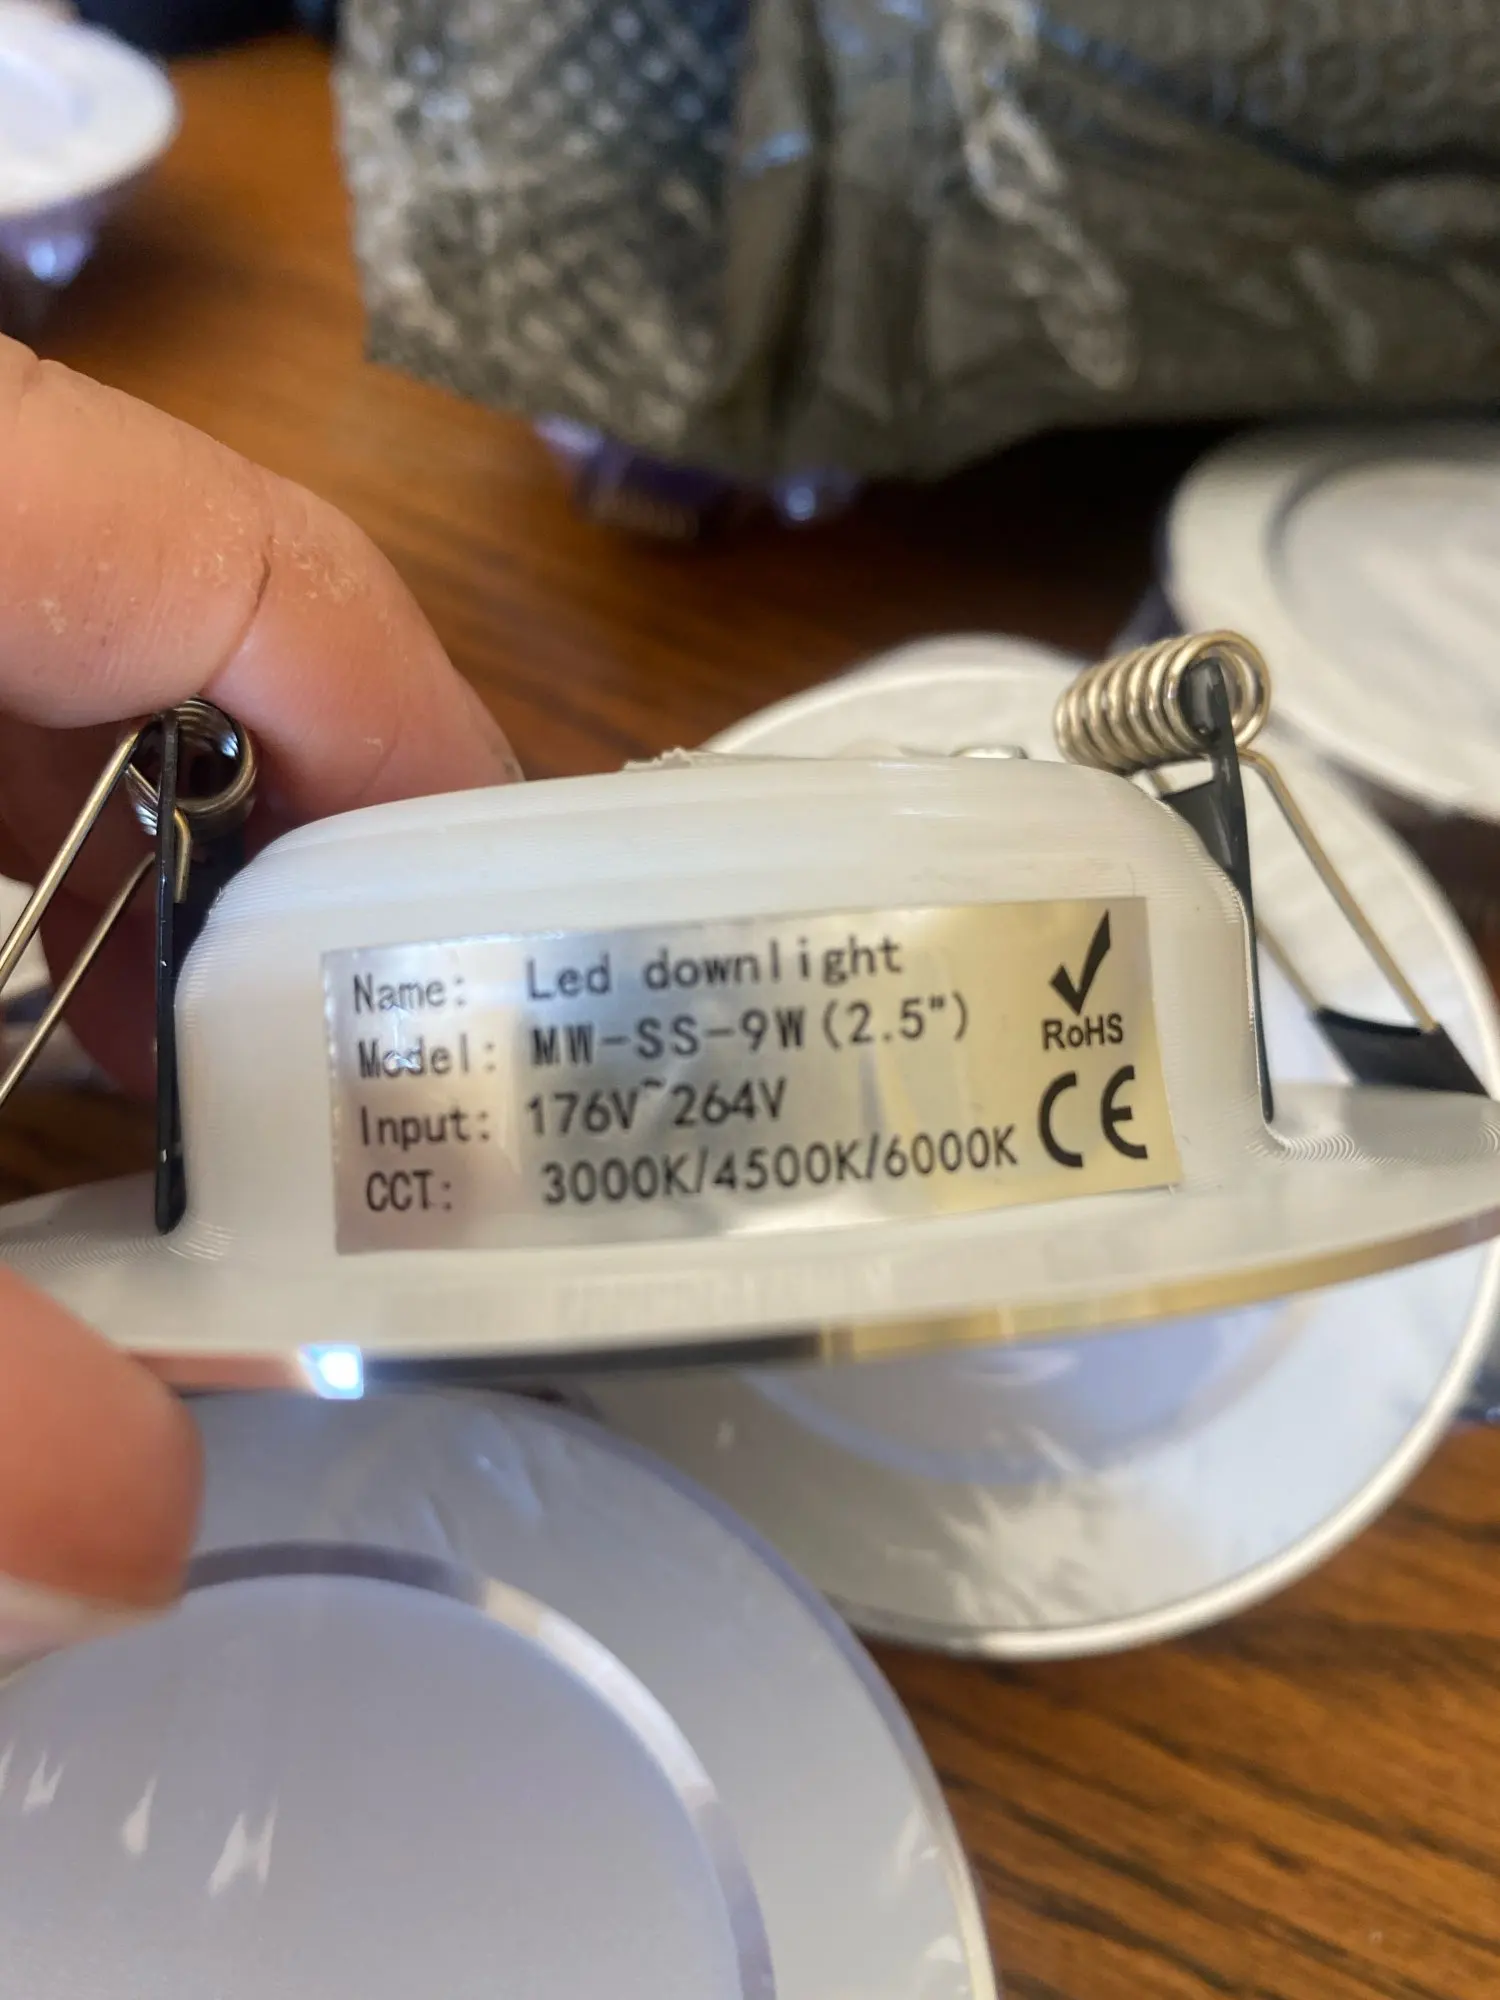 Name: Led downlight
Model: MW-SS-9W(2.5")
Input: 176V~264V
CCT: 3000K/4500K/6000K
RoHS
CE